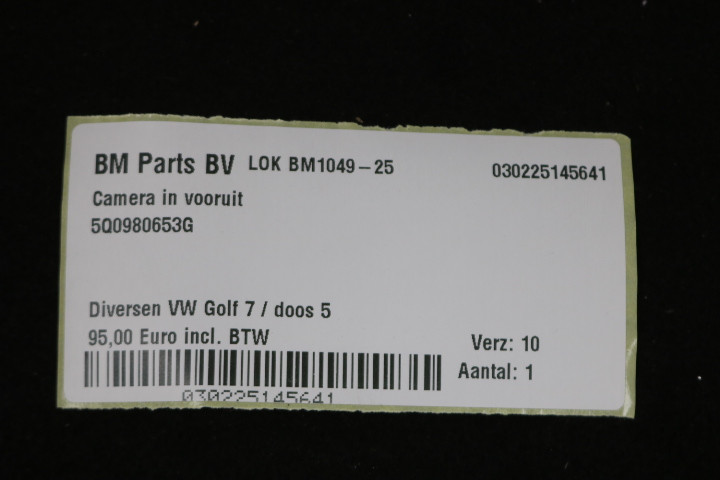 BM Parts BV LOK BM1049-25 030225145641
Camera in vooruit
5Q0980653G
Diversen VW Golf 7 / doos 5
95,00 Euro incl. BTW
Verz: 10
Aantal: 1
030225145641